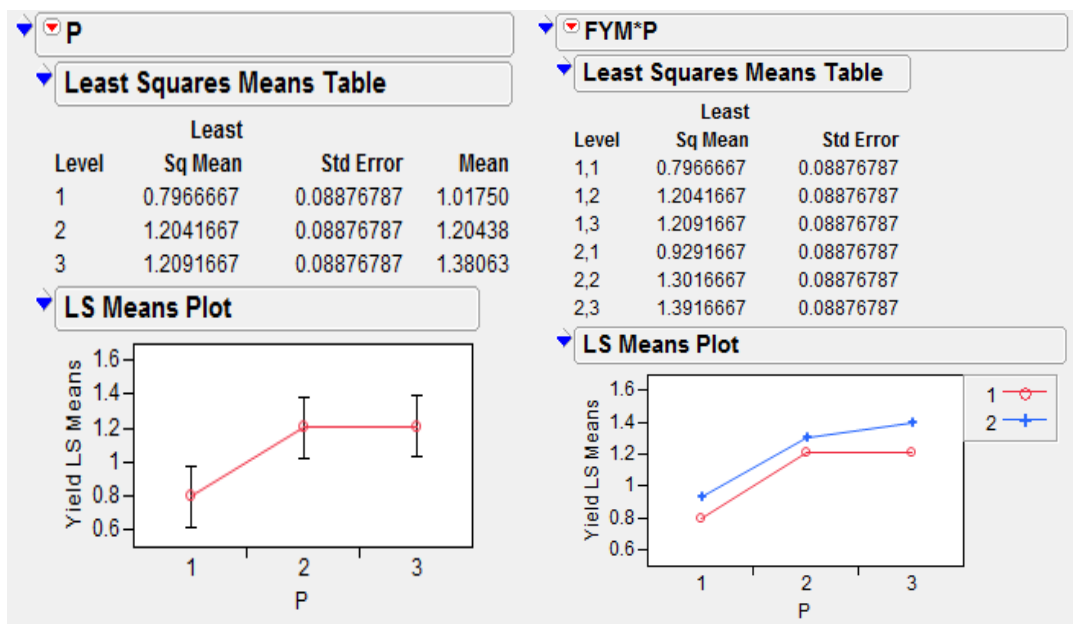 P
Least Squares Means Table
Least
Level Sq Mean Std Error Mean
1 0.7966667 0.08876787 1.01750
2 1.2041667 0.08876787 1.20438
3 1.2091667 0.08876787 1.38063
LS Means Plot
Yield LS Means
1.6
1.4
1.2
1
0.8
0.6
1 2 3
P
FYM*P
Least Squares Means Table
Least
Level Sq Mean Std Error
1,1 0.7966667 0.08876787
1,2 1.2041667 0.08876787
1,3 1.2091667 0.08876787
2,1 0.9291667 0.08876787
2,2 1.3016667 0.08876787
2,3 1.3916667 0.08876787
LS Means Plot
Yield LS Means
1.6
1.4
1.2
1
0.8
0.6
1 2 3
P
1
2